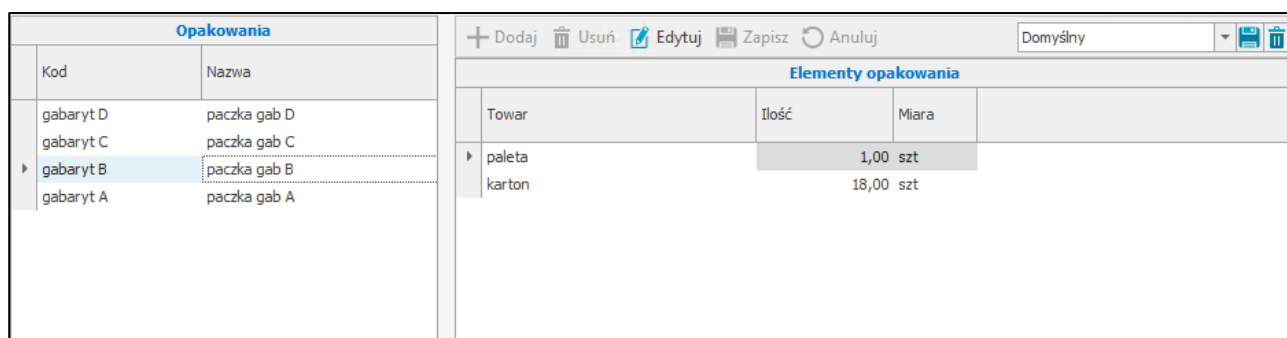 Opakowania
Kod Nazwa
gabaryt D paczka gab D
gabaryt C paczka gab C
gabaryt B paczka gab B
gabaryt A paczka gab A
Dodaj Usuń Edytuj Zapisz Anuluj Domyślny
Elementy opakowania
Towar Ilość Miara
paleta 1,00 szt
karton 18,00 szt